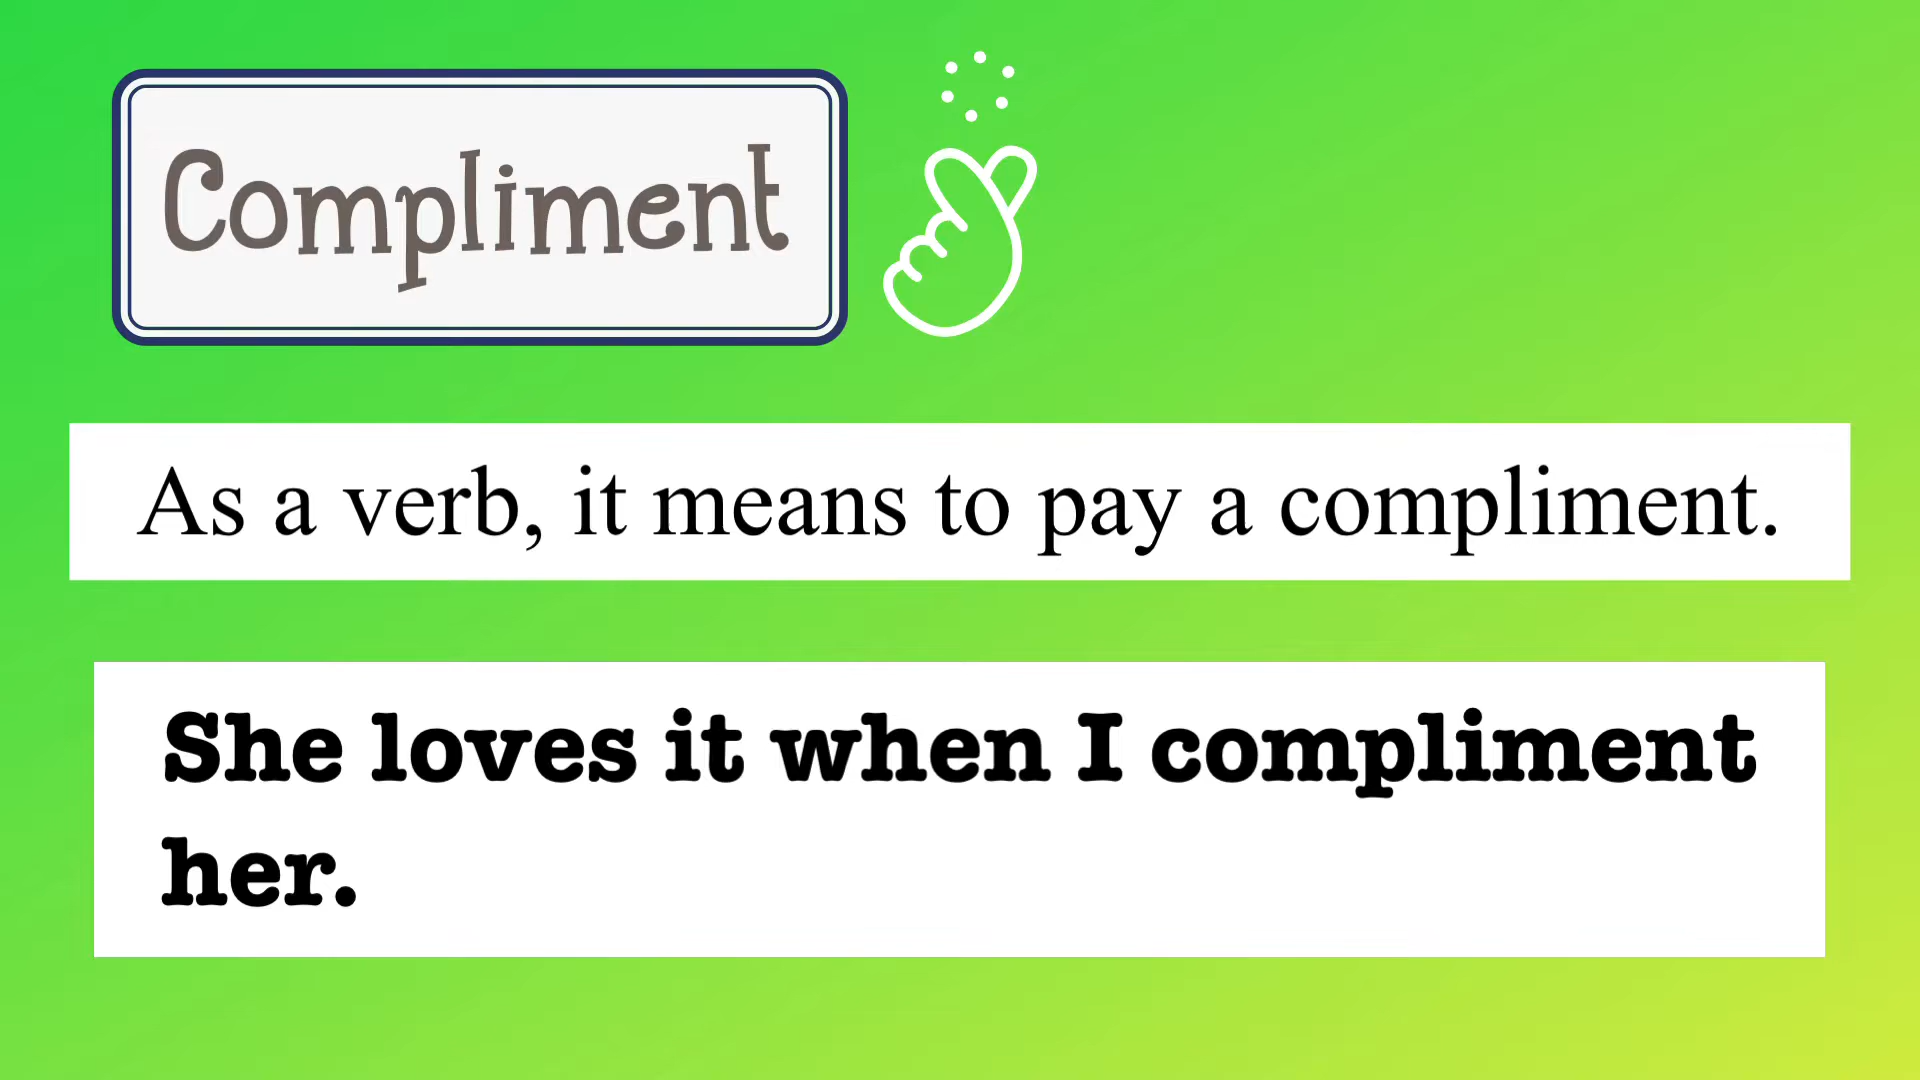 Compliment
As a verb, it means to pay a compliment.
She loves it when I compliment
her.